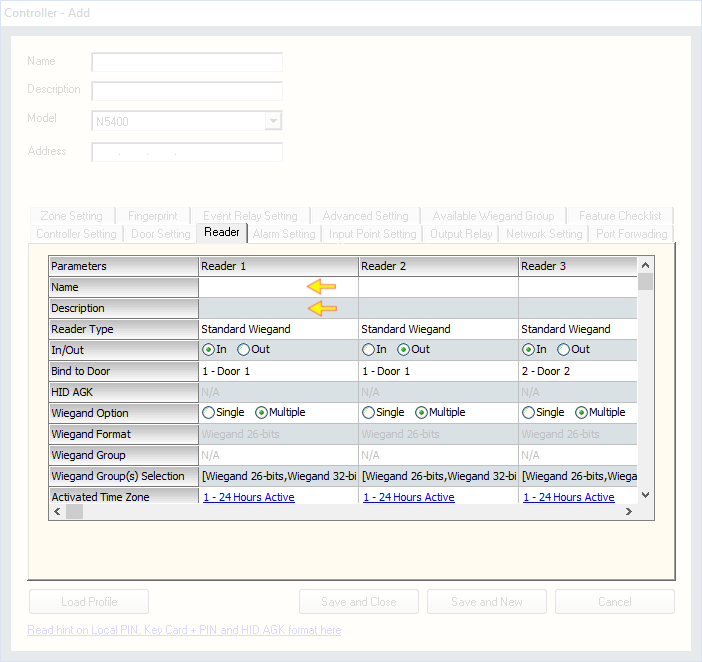 Controller - Add
Name
Description
Model N5400
Address . . .
Zone Setting Fingerprint Event Relay Setting Advanced Setting Available Wiegand Group Feature Checklist
Controller Setting Door Setting Reader Alarm Setting Input Point Setting Output Relay Network Setting Port Forwading
Parameters Reader 1 Reader 2 Reader 3
Name
Description
Reader Type Standard Wiegand Standard Wiegand Standard Wiegand
In/Out In Out In Out In Out
Bind to Door 1 - Door 1 1 - Door 1 2 - Door 2
HID AGK N/A N/A N/A
Wiegand Option Single Multiple Single Multiple Single Multiple
Wiegand Format Wiegand 26-bits Wiegand 26-bits Wiegand 26-bits
Wiegand Group N/A N/A N/A
Wiegand Group(s) Selection [Wiegand 26-bits,Wiegand 32-bi [Wiegand 26-bits,Wiegand 32-bi [Wiegand 26-bits,Wiega
Activated Time Zone 1 - 24 Hours Active 1 - 24 Hours Active 1 - 24 Hours Active
Load Profile Save and Close Save and New Cancel
Read hint on Local PIN, Key Card + PIN and HID AGK format here